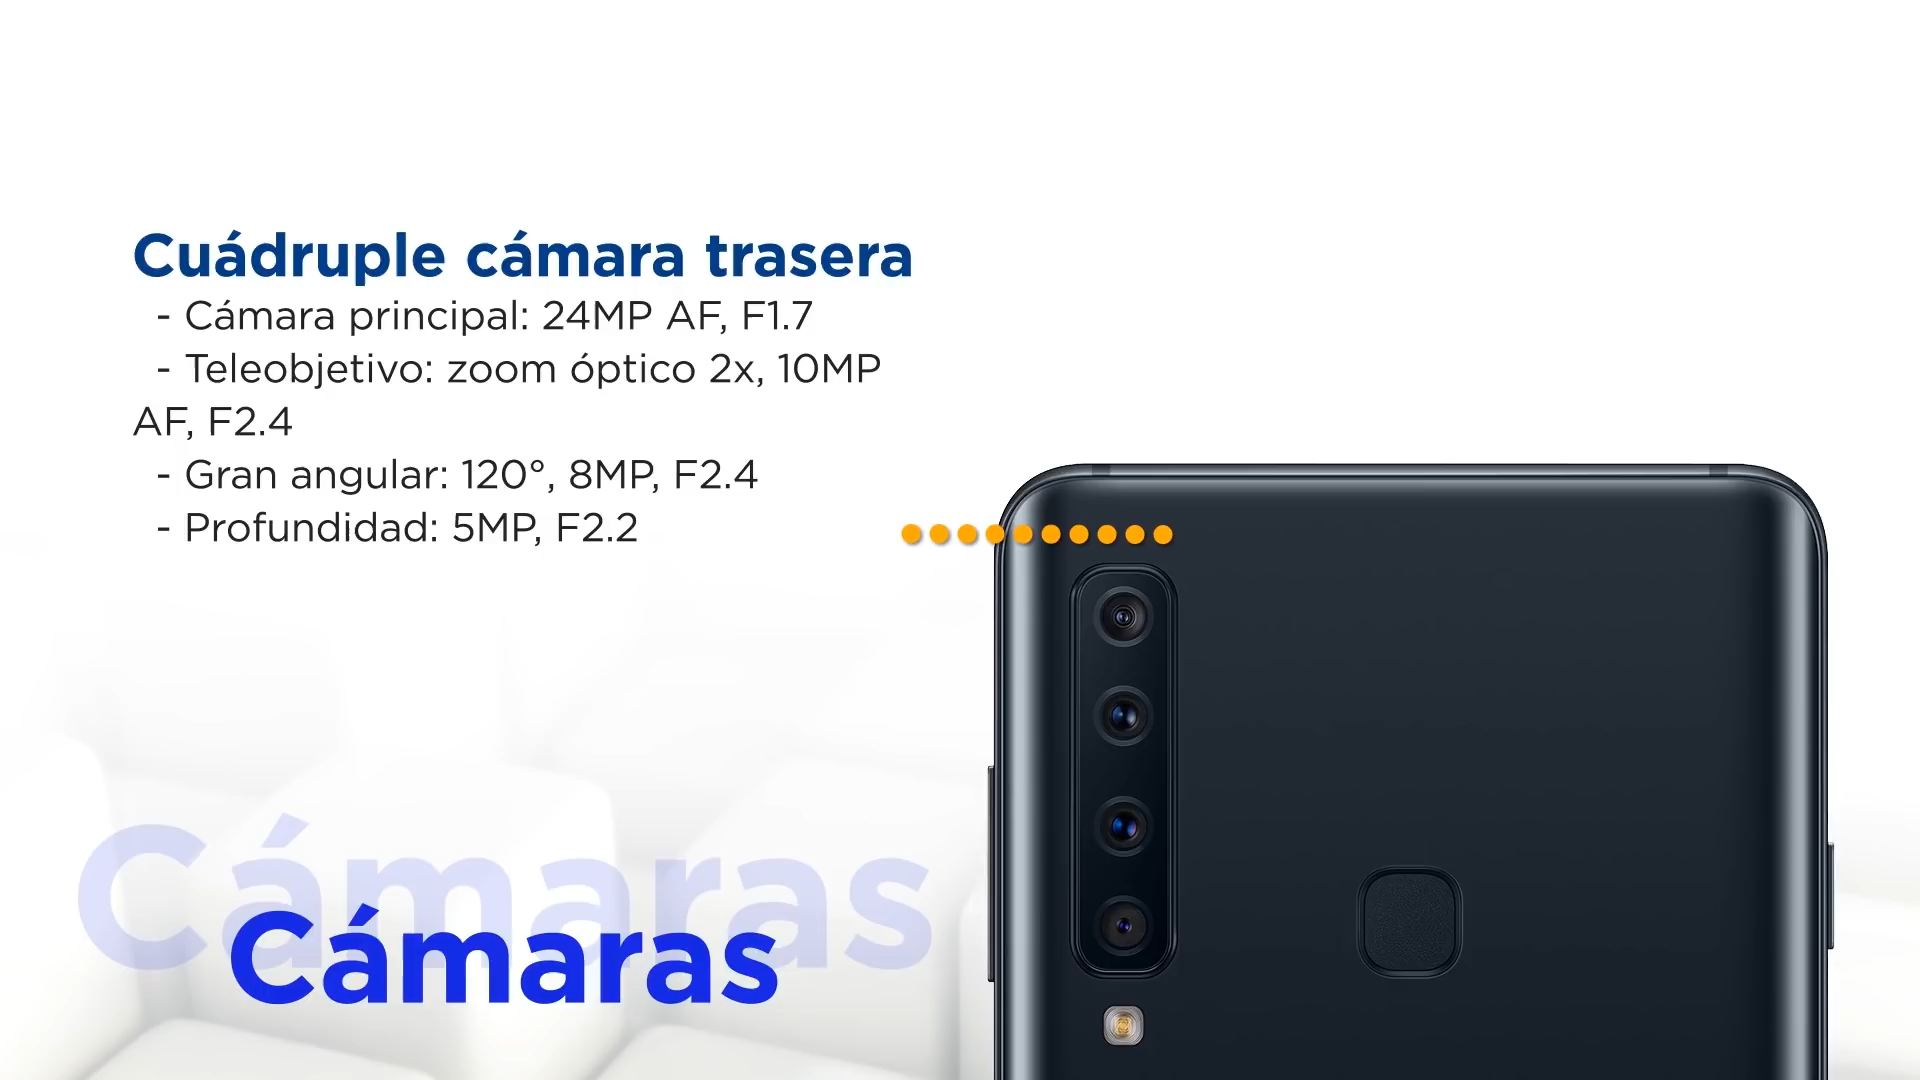 Cuádruple cámara trasera
- Cámara principal: 24MP AF, F1.7
- Teleobjetivo: zoom óptico 2x, 10MP
AF, F2.4
- Gran angular: 120°, 8MP, F2.4
- Profundidad: 5MP, F2.2
Cámaras
Cámaras